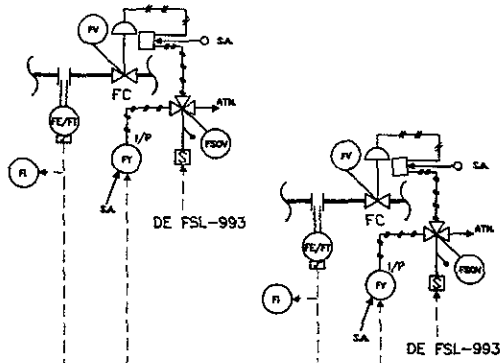 FV
S.A.
FC
ATM.
FE/FT
I/P
FSOV
FY
FI
S
S.A.
DE FSL-993
FV
S.A.
FC
ATM.
FE/FT
I/P
FSOV
FY
FI
S
S.A.
DE FSL-993